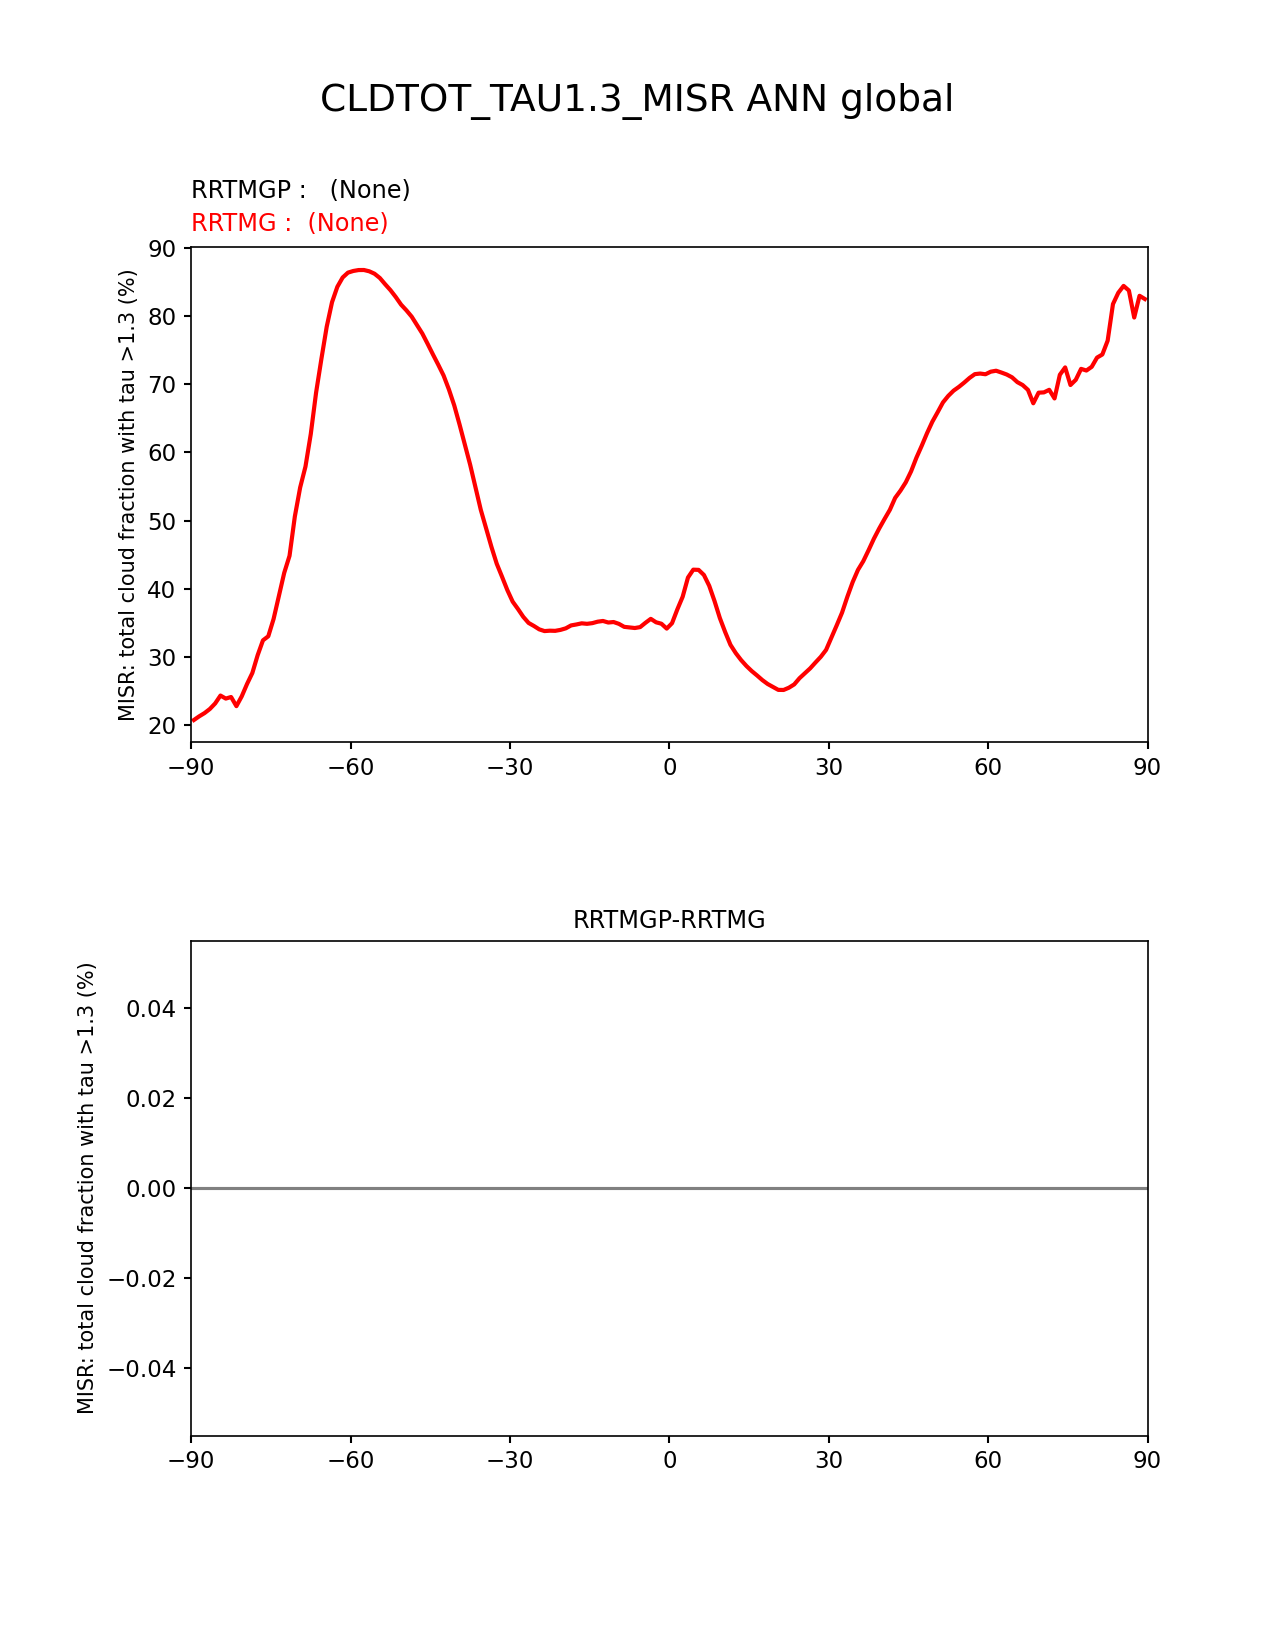 CLDTOT_TAU1.3_MISR ANN global
RRTMGP :   (None)
RRTMG :  (None)
MISR: total cloud fraction with tau >1.3 (%)
90
80
70
60
50
40
30
20
−90 −60 −30 0 30 60 90
RRTMGP-RRTMG
MISR: total cloud fraction with tau >1.3 (%)
0.04
0.02
0.00
−0.02
−0.04
−90 −60 −30 0 30 60 90